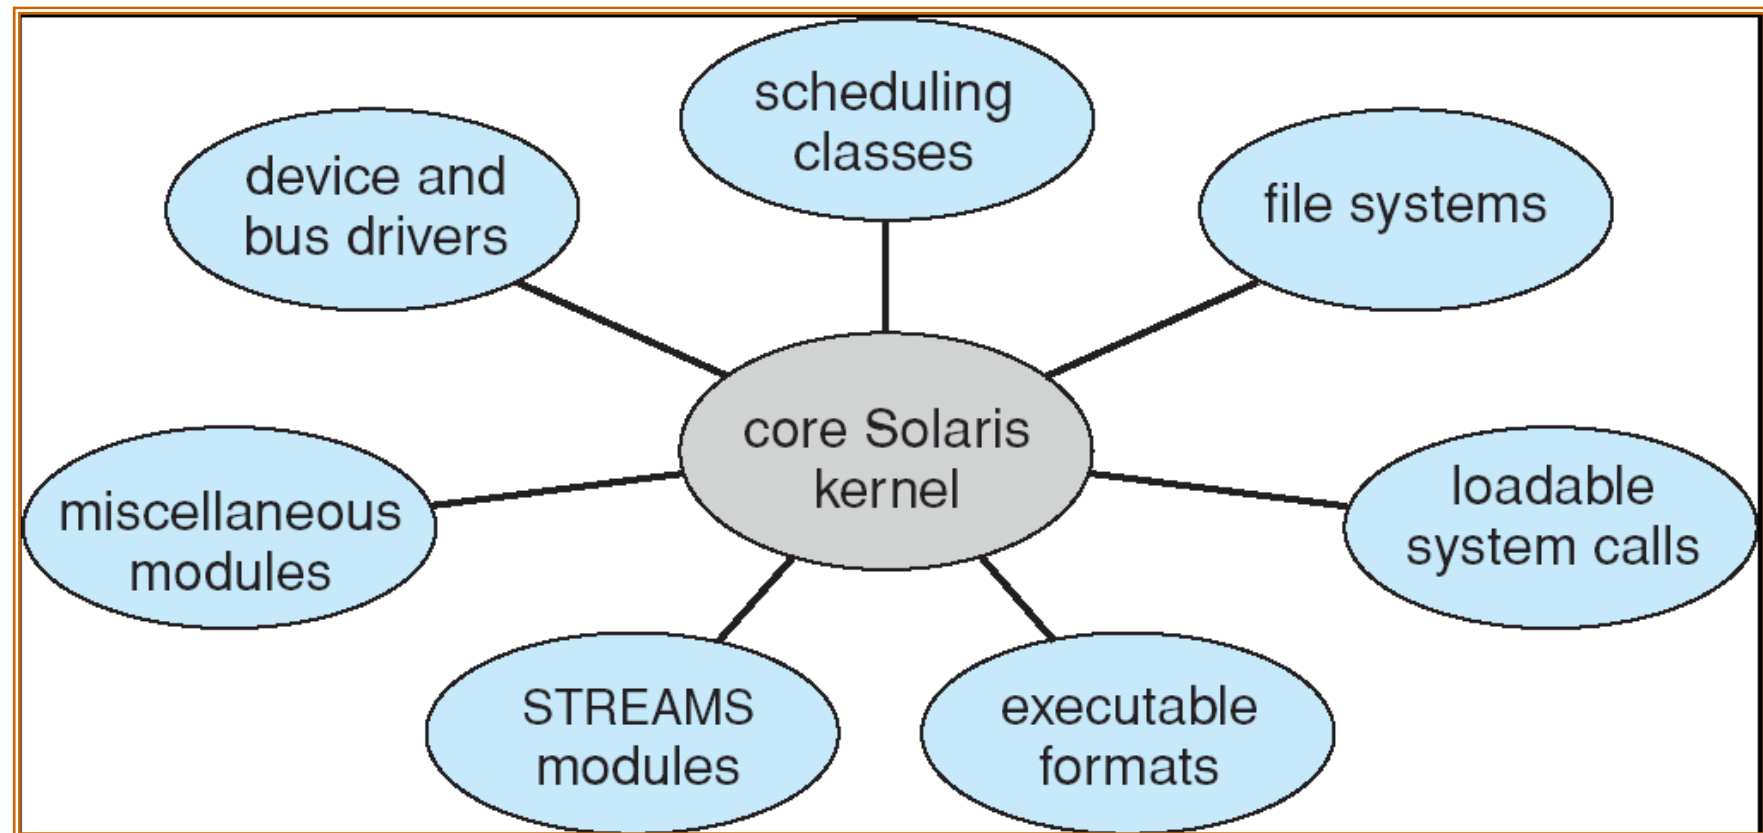 scheduling
classes
device and
bus drivers
file systems
core Solaris
kernel
loadable
system calls
miscellaneous
modules
STREAMS
modules
executable
formats